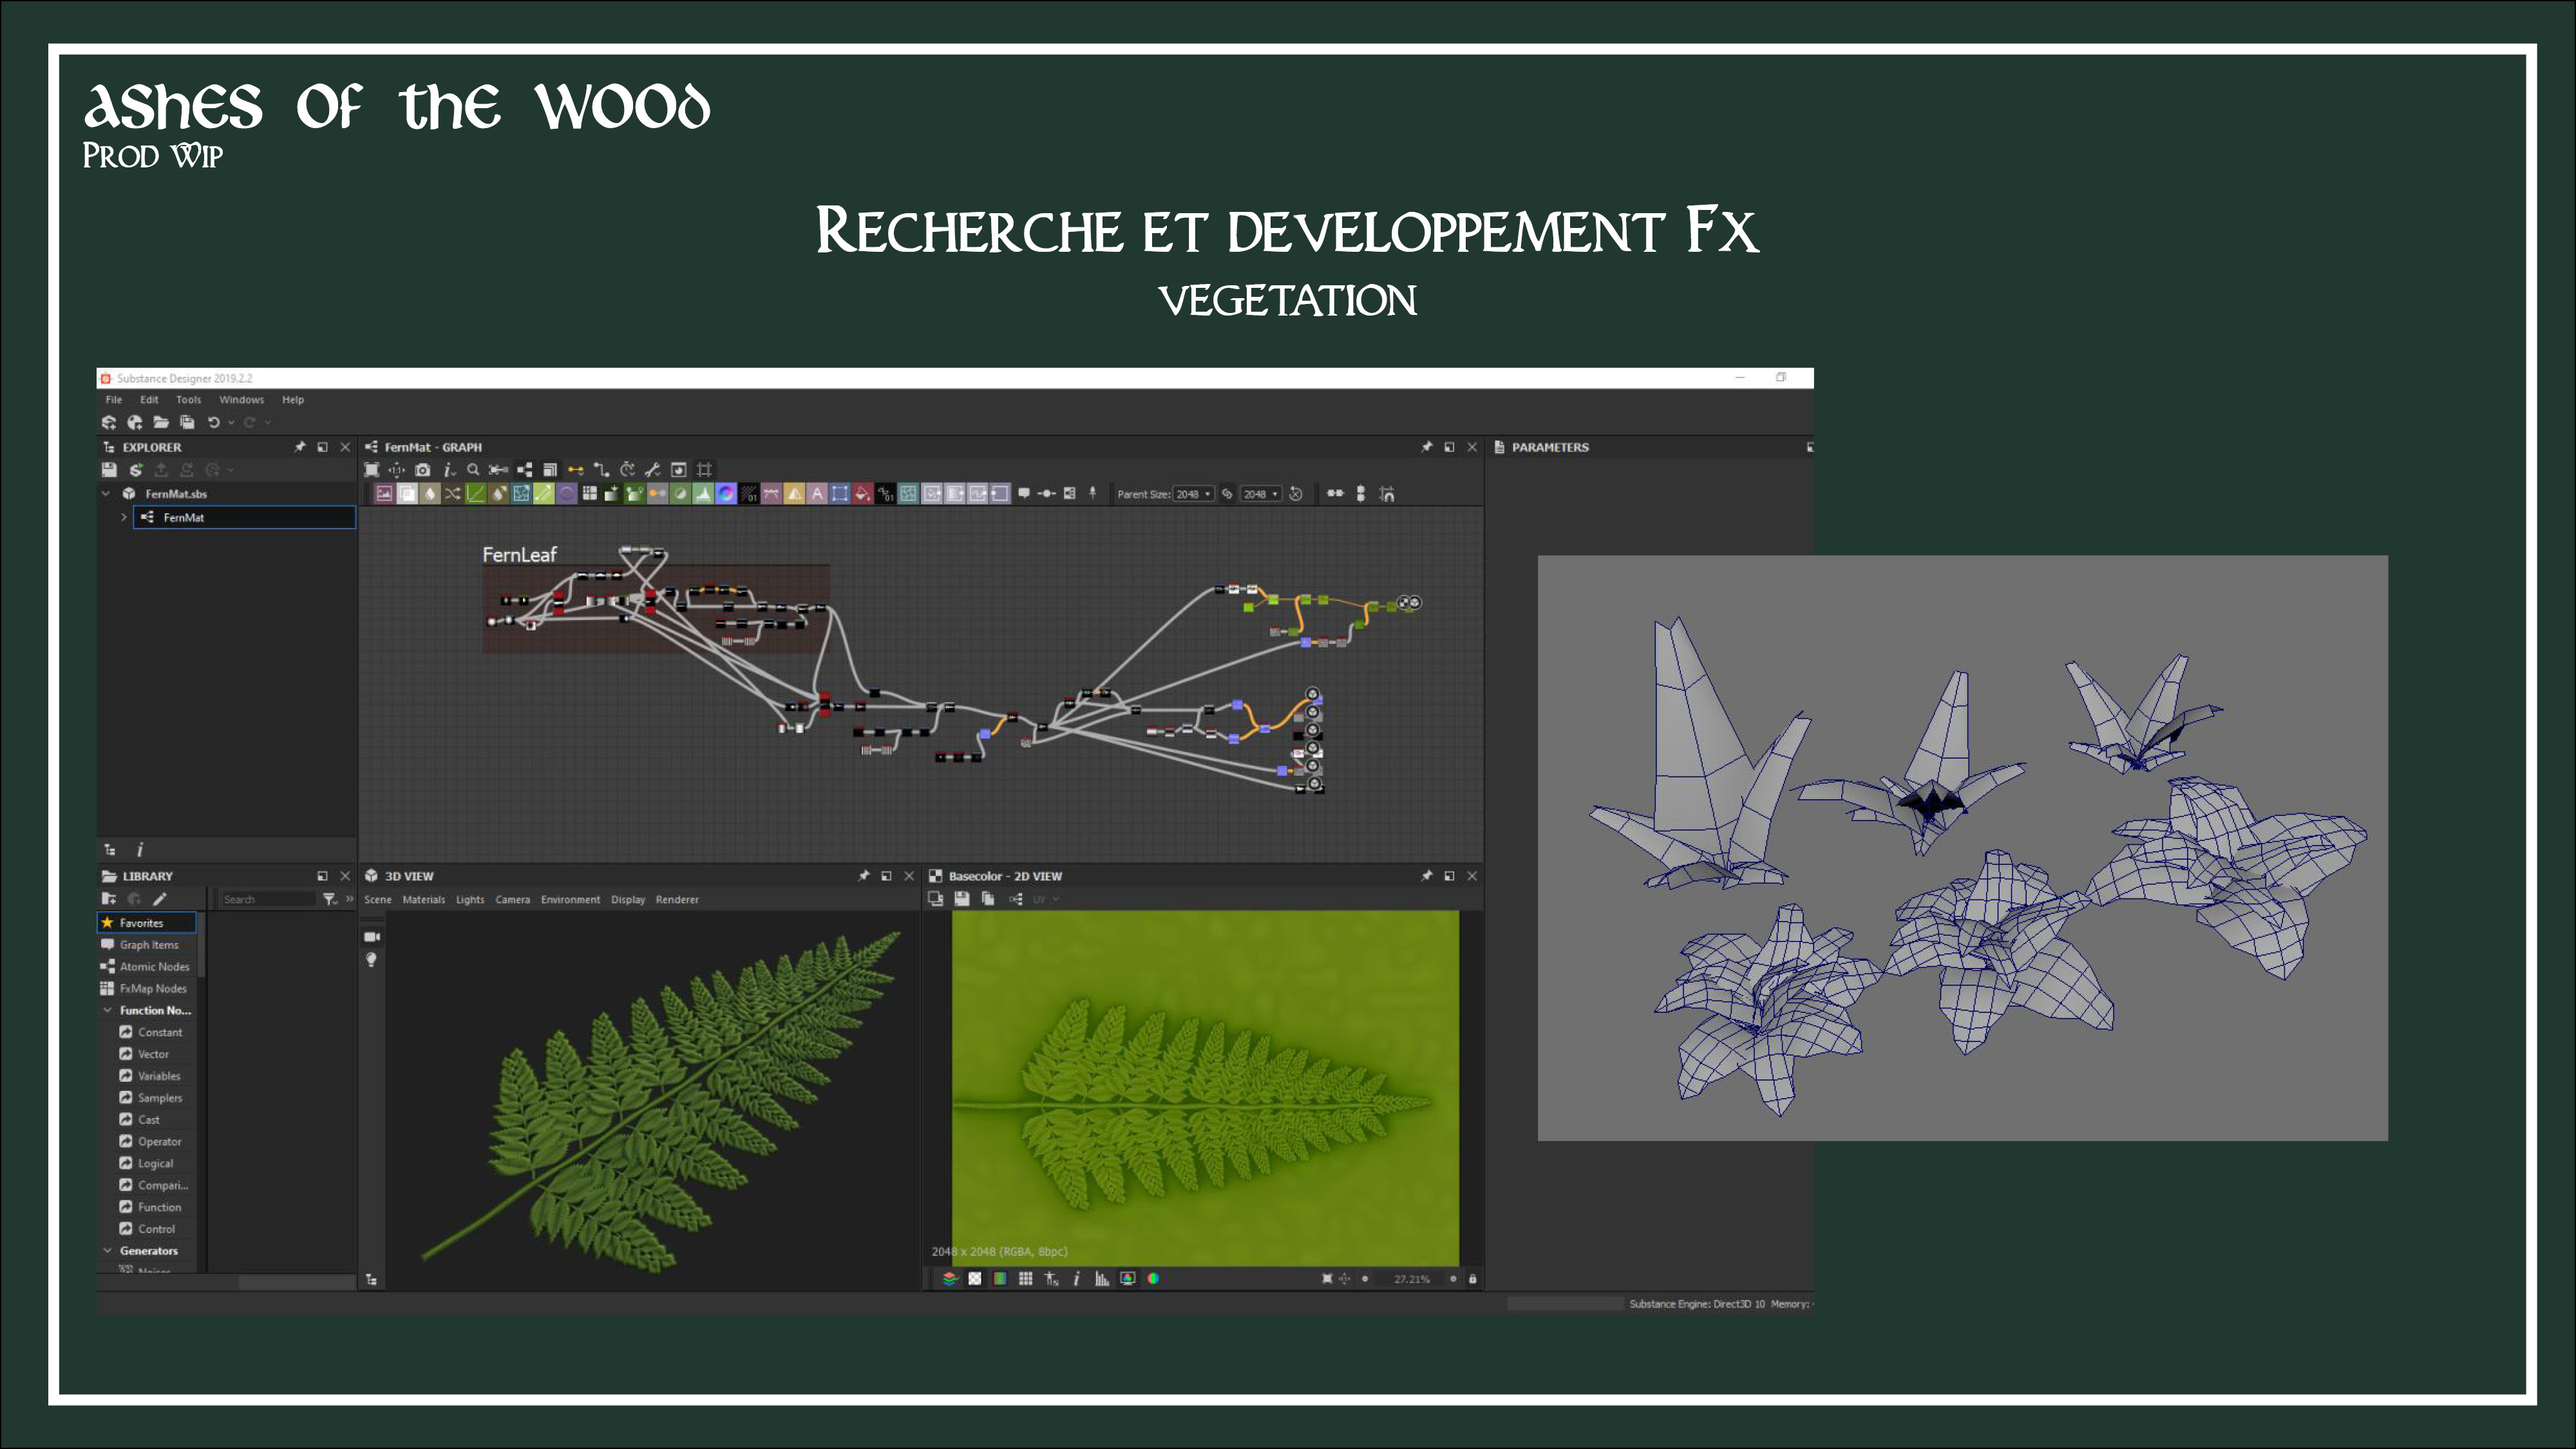 ashes of the wood
Prod Wip
Recherche et developpement Fx
vegetation
Substance Designer 2019.2.2
File Edit Tools Windows Help
EXPLORER
FernMat - GRAPH
PARAMETERS
FernMat.sbs
Parent Size: 2048 2048
FernMat
FernLeaf
LIBRARY
3D VIEW
Basecolor - 2D VIEW
Search
Scene Materials Lights Camera Environment Display Renderer
UV
Favorites
Graph Items
Atomic Nodes
FxMap Nodes
Function No...
Constant
Vector
Variables
Samplers
Cast
Operator
Logical
Compari...
Function
Control
Generators
Noises
2048 x 2048 (RGBA, 8bpc)
27.21%
Substance Engine: Direct3D 10 Memory: